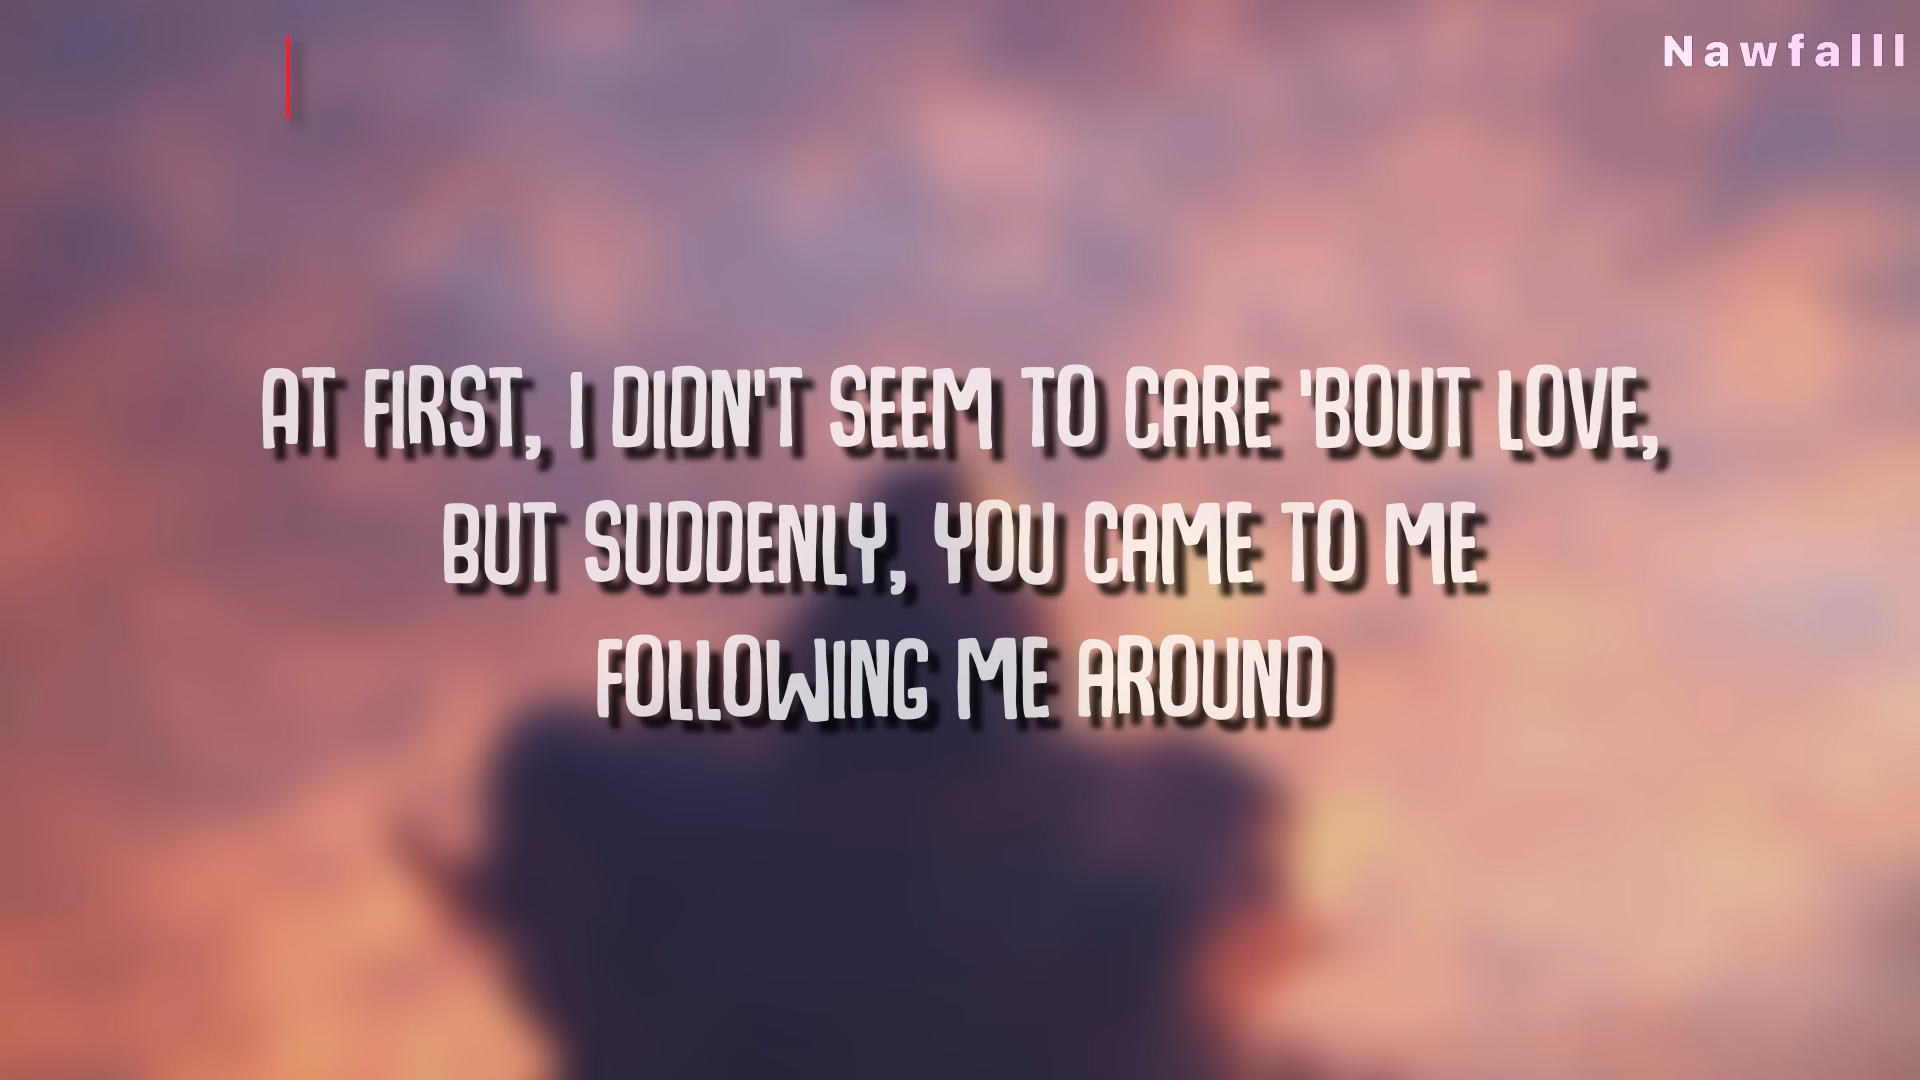 Nawfalll
AT FIRST, I DIDN'T SEEM TO CARE 'BOUT LOVE,
BUT SUDDENLY, YOU CAME TO ME
FOLLOWING ME AROUND